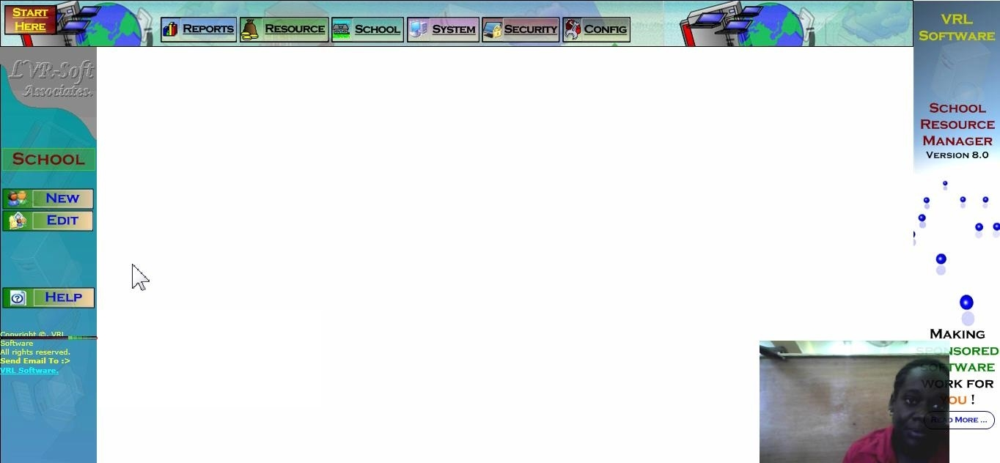 START
HERE
REPORTS
RESOURCE
SCHOOL
SYSTEM
SECURITY
CONFIG
VRL
SOFTWARE
L'VR-Soft
Associates.
SCHOOL
NEW
EDIT
HELP
Copyright ©. VRL
Software
All rights reserved.
Send Email To :>
VRL Software.
SCHOOL
RESOURCE
MANAGER
VERSION 8.0
MAKING
SPONSORED
SOFTWARE
WORK FOR
YOU !
READ MORE ...